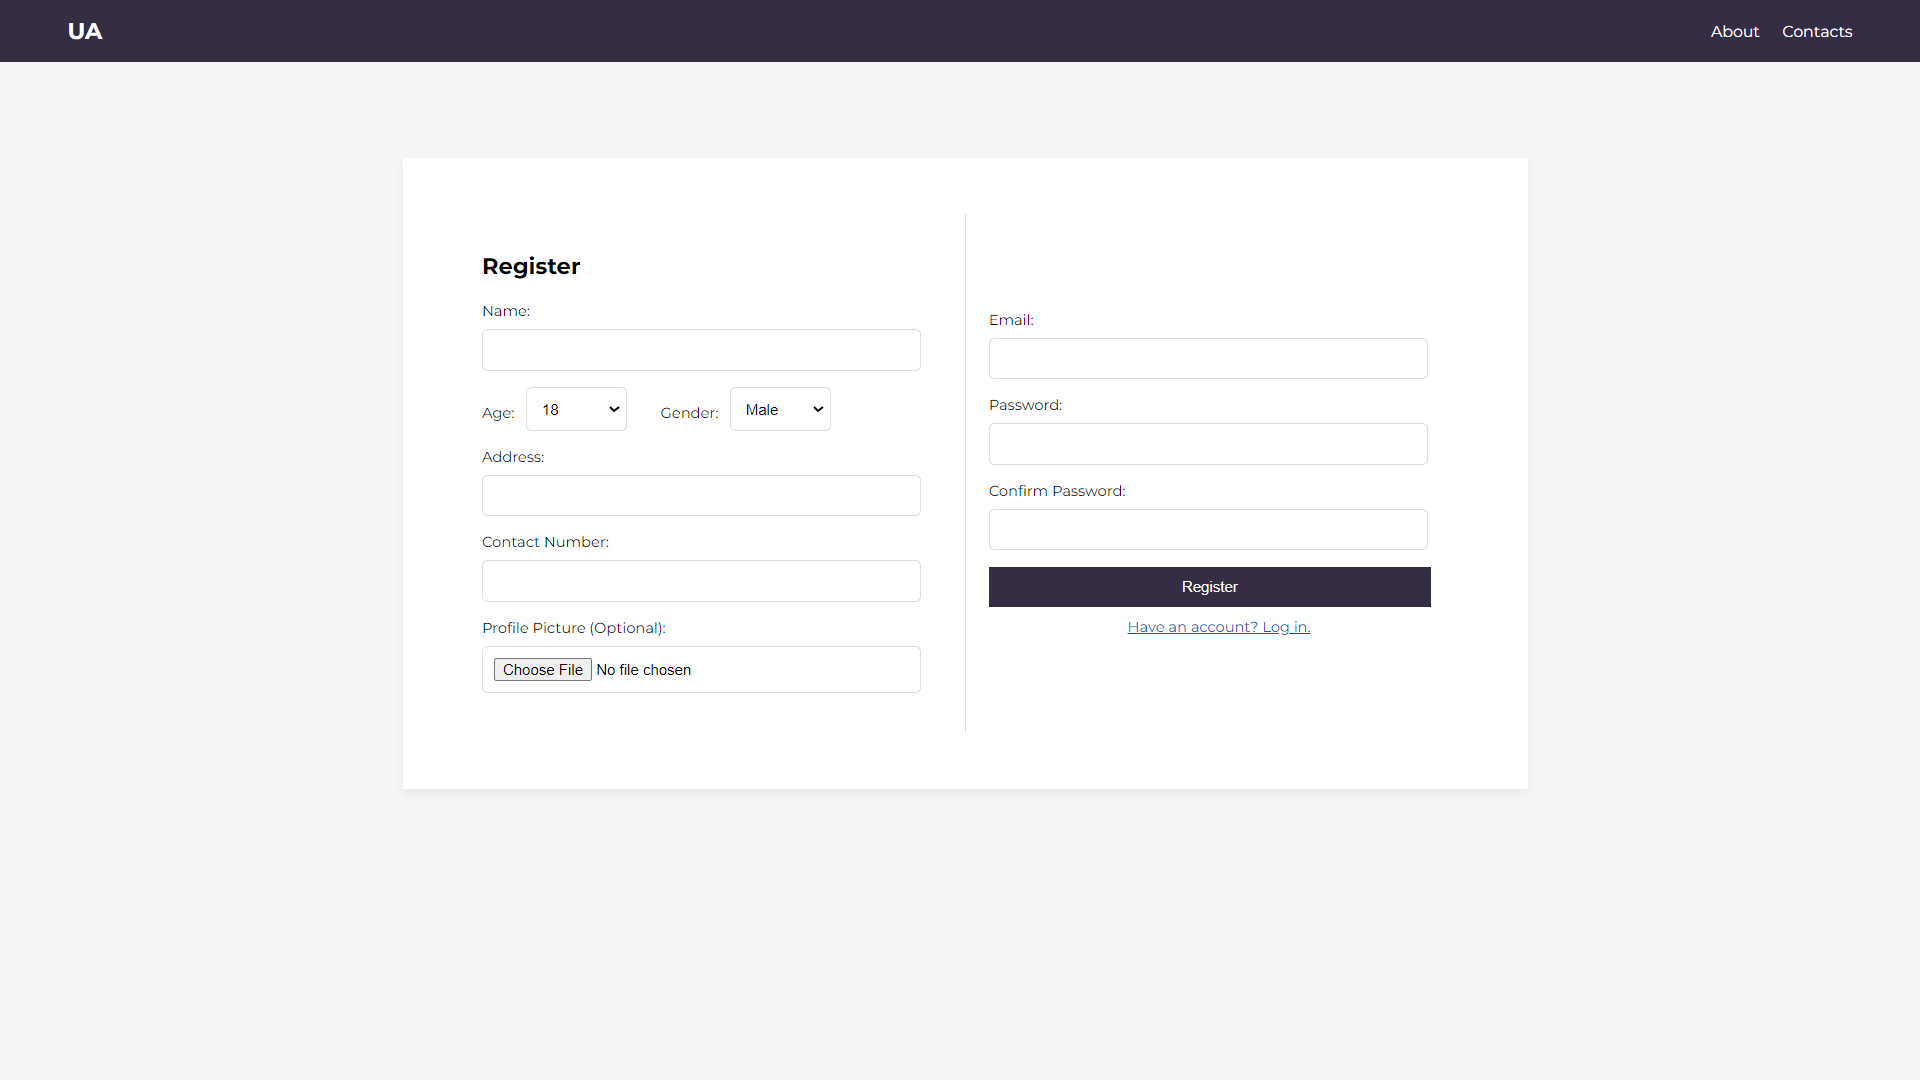 UA
About Contacts
Register
Name:
Age: 18 Gender: Male
Address:
Contact Number:
Profile Picture (Optional):
Choose File No file chosen
Email:
Password:
Confirm Password:
Register
Have an account? Log in.